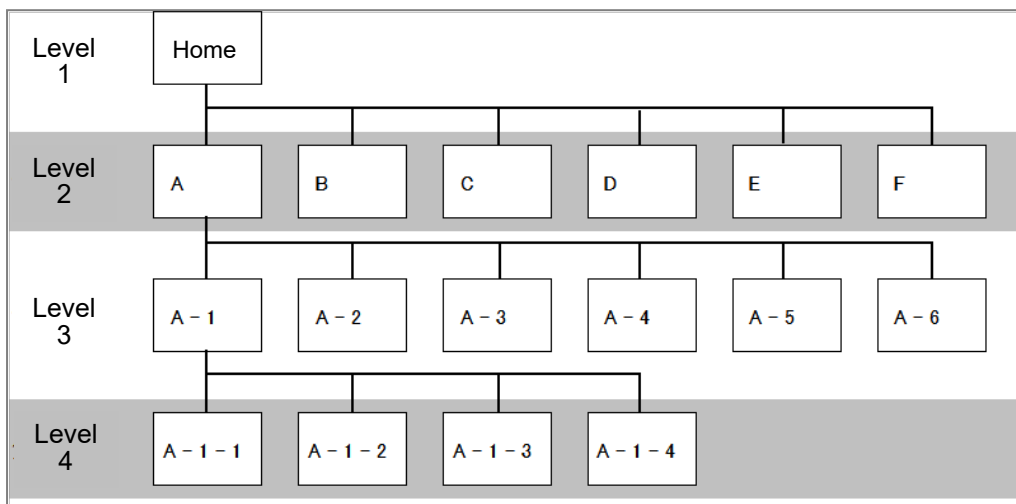 Level
1
Home
Level
2
A
B
C
D
E
F
Level
3
A - 1
A - 2
A - 3
A - 4
A - 5
A - 6
Level
4
A - 1 - 1
A - 1 - 2
A - 1 - 3
A - 1 - 4